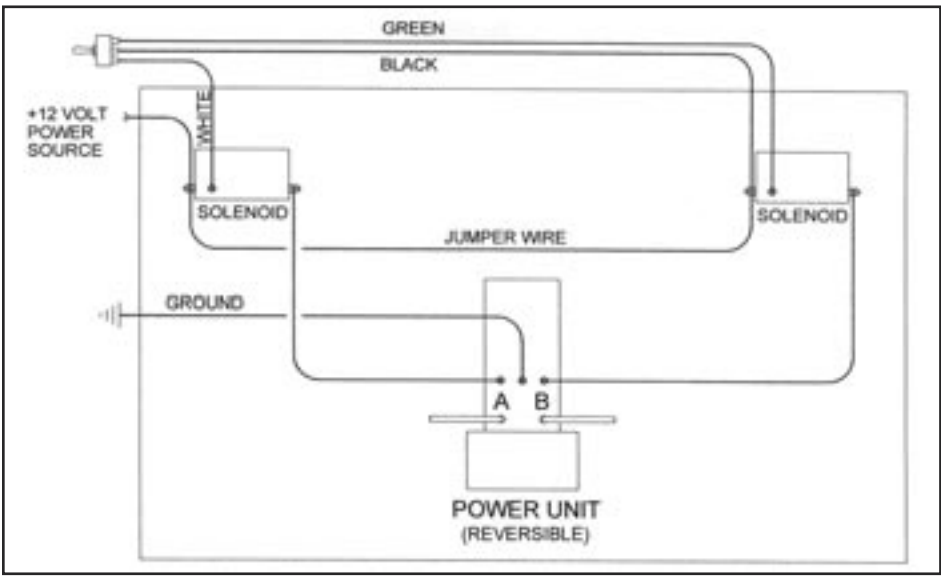 GREEN
BLACK
WHITE
+12 VOLT
POWER
SOURCE
SOLENOID
SOLENOID
JUMPER WIRE
GROUND
A B
POWER UNIT
(REVERSIBLE)